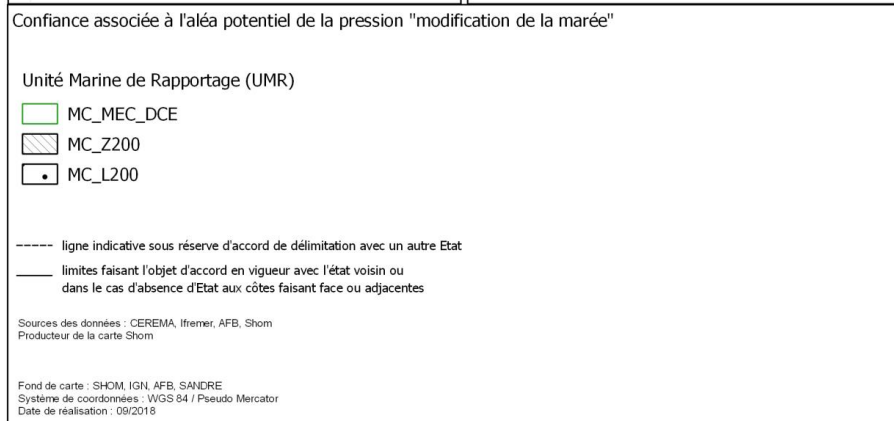 Confiance associée à l'aléa potentiel de la pression "modification de la marée"
Unité Marine de Rapportage (UMR)
MC_MEC_DCE
MC_Z200
MC_L200
ligne indicative sous réserve d'accord de délimitation avec un autre Etat
limites faisant l'objet d'accord en vigueur avec l'état voisin ou
dans le cas d'absence d'Etat aux côtes faisant face ou adjacentes
Sources des données : CEREMA, Ifremer, AFB, Shom
Producteur de la carte Shom
Fond de carte : SHOM, IGN, AFB, SANDRE
Système de coordonnées : WGS 84 / Pseudo Mercator
Date de réalisation : 09/2018